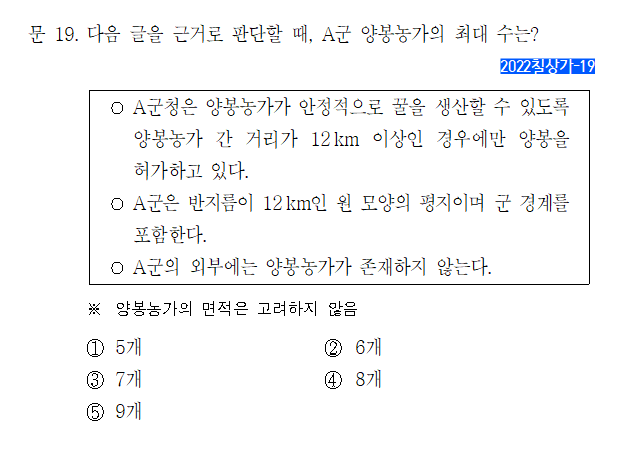 문 19. 다음 글을 근거로 판단할 때, A군 양봉농가의 최대 수는?
2022칠상가-19
○ A군청은 양봉농가가 안정적으로 꿀을 생산할 수 있도록
양봉농가 간 거리가 12km 이상인 경우에만 양봉을
허가하고 있다.
○ A군은 반지름이 12km인 원 모양의 평지이며 군 경계를
포함한다.
○ A군의 외부에는 양봉농가가 존재하지 않는다.
※ 양봉농가의 면적은 고려하지 않음
① 5개 ② 6개
③ 7개 ④ 8개
⑤ 9개